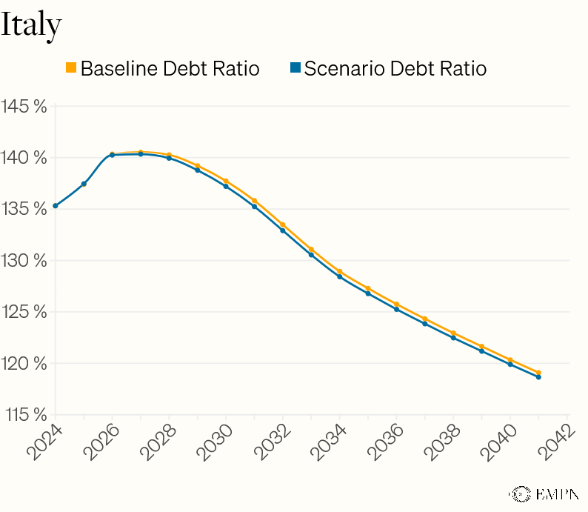 Italy
Baseline Debt Ratio Scenario Debt Ratio
145 %
140 %
135 %
130 %
125 %
120 %
115 %
2024 2026 2028 2030 2032 2034 2036 2038 2040 2042
EMPN